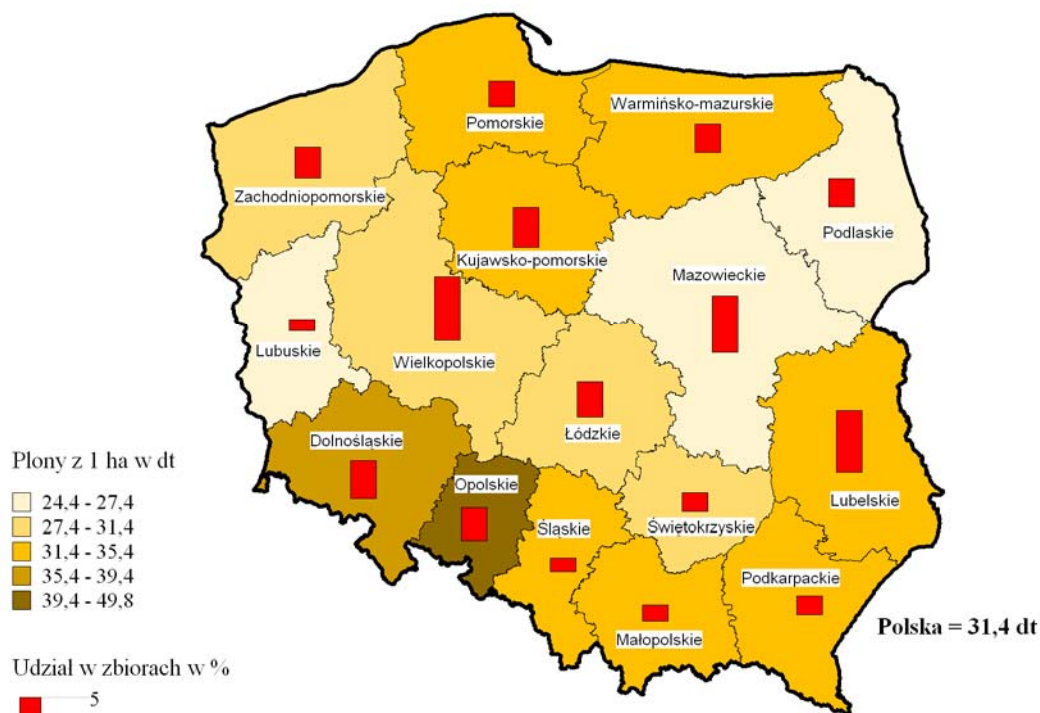 Pomorskie
Warmińsko-mazurskie
Zachodniopomorskie
Podlaskie
Kujawsko-pomorskie
Mazowieckie
Lubuskie
Wielkopolskie
Łódzkie
Dolnośląskie
Lubelskie
Opolskie
Śląskie
Świętokrzyskie
Podkarpackie
Małopolskie
Polska = 31,4 dt
Plony z 1 ha w dt
24,4 - 27,4
27,4 - 31,4
31,4 - 35,4
35,4 - 39,4
39,4 - 49,8
Udzial w zbiorach w %
5